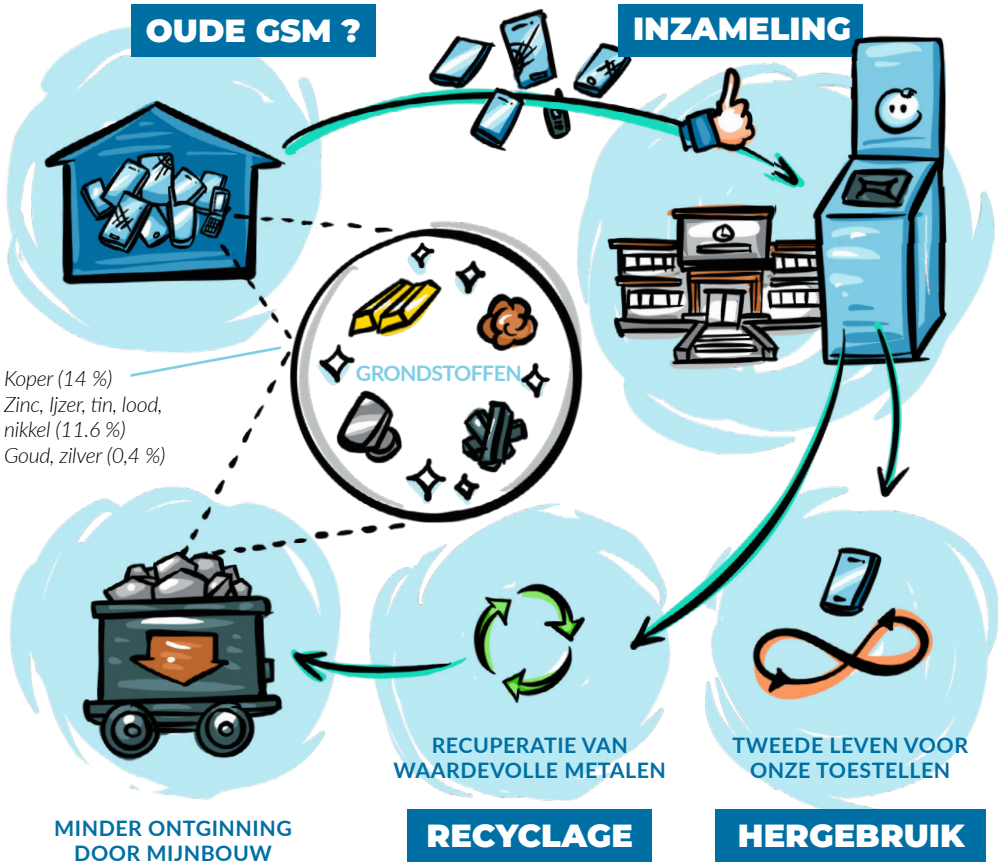 OUDE GSM ?
INZAMELING
GRONDSTOFFEN
Koper (14 %)
Zinc, Ijzer, tin, lood,
nikkel (11.6 %)
Goud, zilver (0,4 %)
RECUPERATIE VAN
WAARDEVOLLE METALEN
RECYCLAGE
TWEEDE LEVEN VOOR
ONZE TOESTELLEN
HERGEBRUIK
MINDER ONTGINNING
DOOR MIJNBOUW